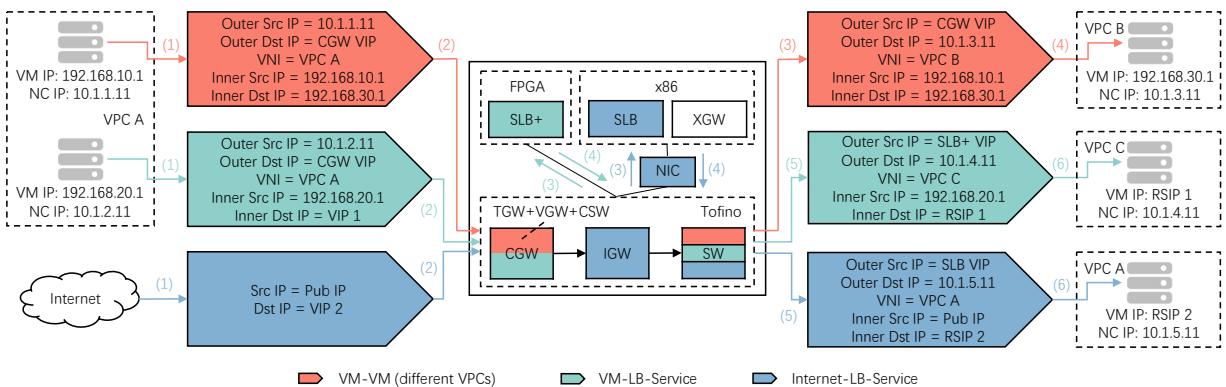 VM IP: 192.168.10.1
NC IP: 10.1.1.11
VPC A
VM IP: 192.168.20.1
NC IP: 10.1.2.11
Internet
(1)
(1)
(1)
Outer Src IP = 10.1.1.11
Outer Dst IP = CGW VIP
VNI = VPC A
Inner Src IP = 192.168.10.1
Inner Dst IP = 192.168.30.1
Outer Src IP = 10.1.2.11
Outer Dst IP = CGW VIP
VNI = VPC A
Inner Src IP = 192.168.20.1
Inner Dst IP = VIP 1
Src IP = Pub IP
Dst IP = VIP 2
(2)
(2)
(2)
FPGA
SLB+
x86
SLB
XGW
NIC
(4)
(3)
(3)
(4)
TGW+VGW+CSW
Tofino
CGW
IGW
SW
(3)
(5)
(5)
Outer Src IP = CGW VIP
Outer Dst IP = 10.1.3.11
VNI = VPC B
Inner Src IP = 192.168.10.1
Inner Dst IP = 192.168.30.1
Outer Src IP = SLB+ VIP
Outer Dst IP = 10.1.4.11
VNI = VPC C
Inner Src IP = 192.168.20.1
Inner Dst IP = RSIP 1
Outer Src IP = SLB VIP
Outer Dst IP = 10.1.5.11
VNI = VPC A
Inner Src IP = Pub IP
Inner Dst IP = RSIP 2
(4)
(6)
(6)
VPC B
VM IP: 192.168.30.1
NC IP: 10.1.3.11
VPC C
VM IP: RSIP 1
NC IP: 10.1.4.11
VPC A
VM IP: RSIP 2
NC IP: 10.1.5.11
VM-VM (different VPCs)
VM-LB-Service
Internet-LB-Service